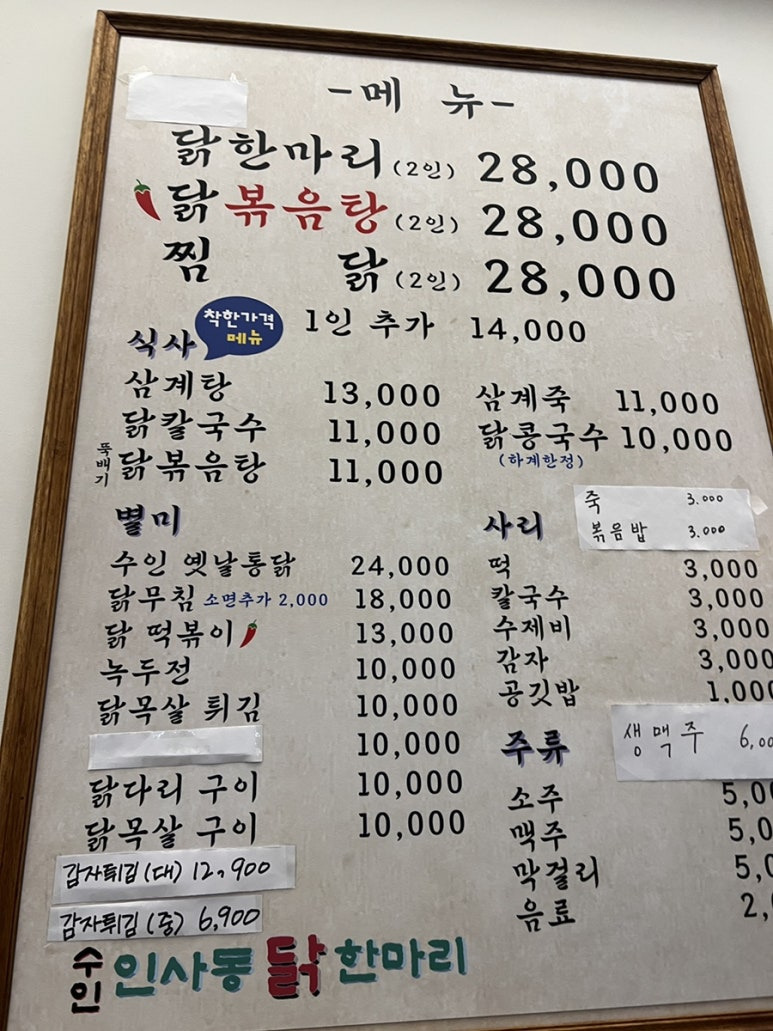 -메 뉴-
닭한마리 (2인) 28,000
닭볶음탕 (2인) 28,000
찜 닭 (2인) 28,000
1인 추가 14,000
식사
착한가격
메뉴
삼계탕 13,000
닭칼국수 11,000
뚝배기 닭볶음탕 11,000
삼계죽 11,000
닭콩국수 10,000
(하계한정)
별미
수인 옛날통닭 24,000
닭무침 소면추가 2,000 18,000
닭 떡볶이 13,000
녹두전 10,000
닭목살 튀김 10,000
10,000
닭다리 구이 10,000
닭목살 구이 10,000
감자튀김(대) 12,900
감자튀김(중) 6,900
사리
죽 3.000
볶음밥 3.000
떡 3,000
칼국수 3,000
수제비 3,000
감자 3,000
공깃밥 1,000
주류
생맥주 6,00
소주 5,0
맥주 5,0
막걸리 5,0
음료 2,
수인 인사동 닭한마리